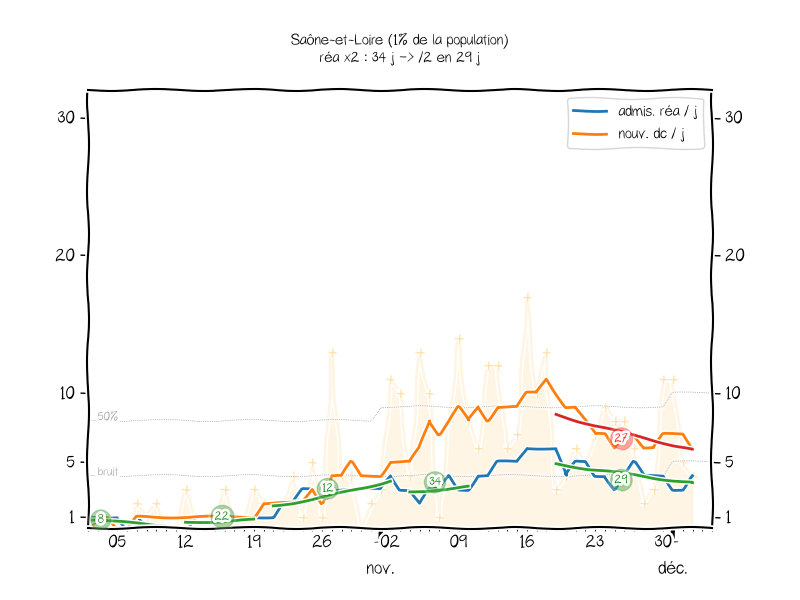 Saône-et-Loire (1% de la population)
réa x2 : 34 j -> /2 en 29 j
admis. réa / j
nouv. dc / j
30
30
20
20
10
10
5
5
1
1
50%
bruit
8
22
12
34
27
29
05 12 19 26 02 09 16 23 30
nov. déc.